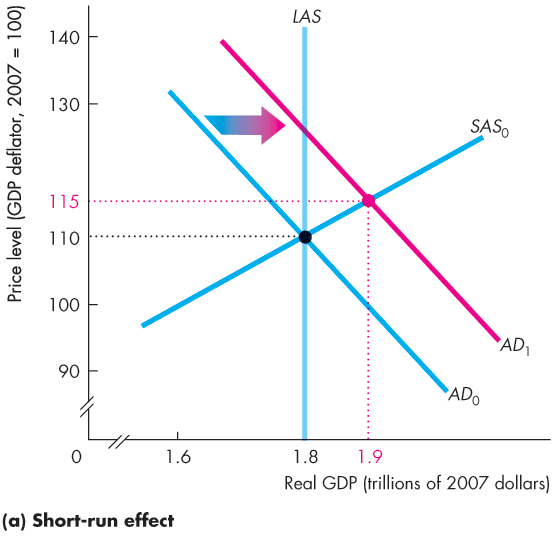 LAS
140
130
SAS0
115
110
100
AD1
90
AD0
0
1.6
1.8
1.9
Price level (GDP deflator, 2007 = 100)
Real GDP (trillions of 2007 dollars)
(a) Short-run effect